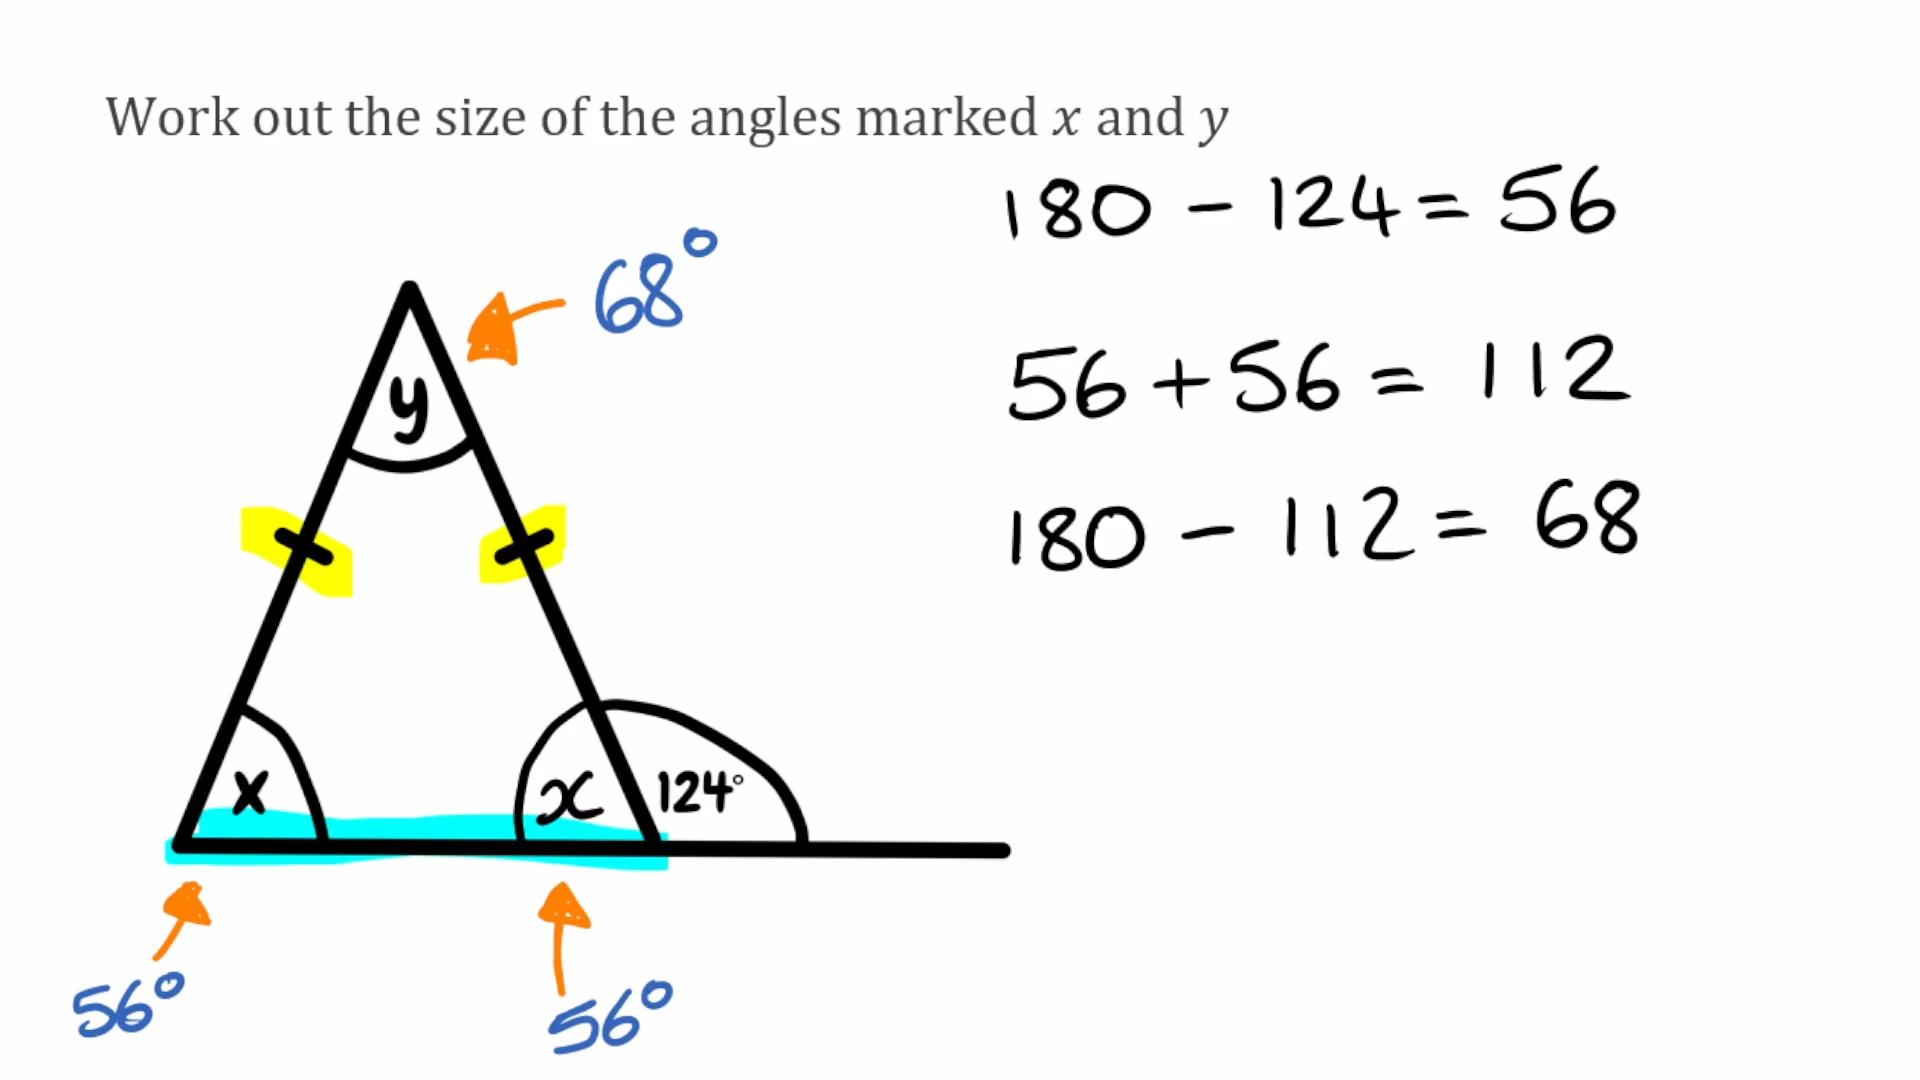 Work out the size of the angles marked x and y
180 - 124 = 56
68°
56 + 56 = 112
y
180 - 112 = 68
x
x
124°
56°
56°